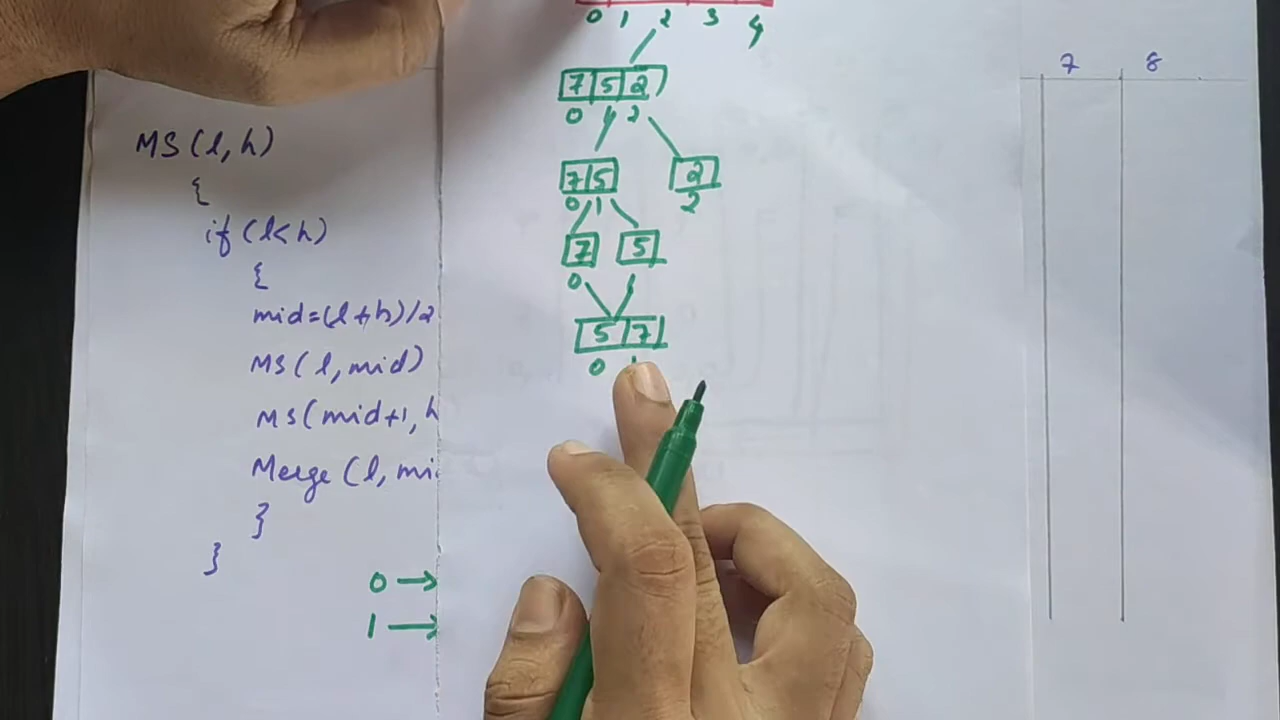 0 1 2 3 4
7 5 2
0 1 2
7 5 2
0 1 2
7 5
0 1
5 7
0 1
MS(l,h)
{
if(l<h)
{
mid=(l+h)/2
MS(l,mid)
MS(mid+1,h
Merge(l,mi
}
}
0 →
1 →
7 8